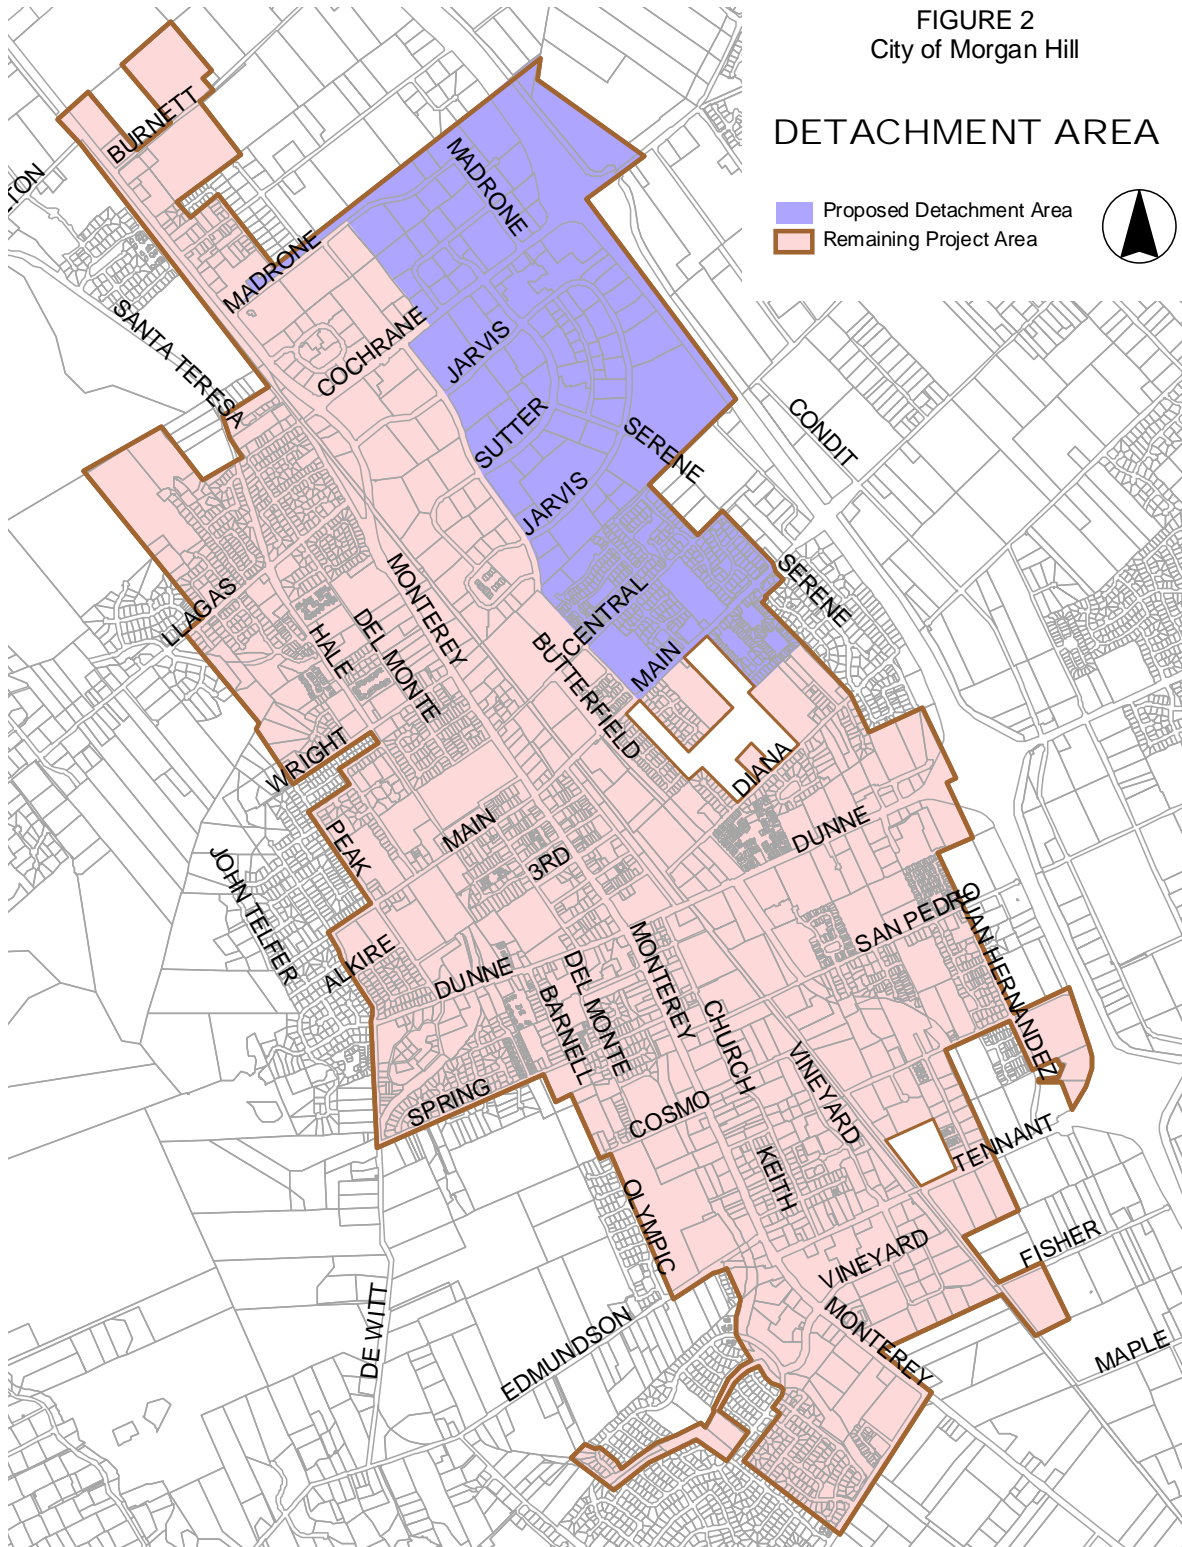 FIGURE 2
City of Morgan Hill
DETACHMENT AREA
Proposed Detachment Area
Remaining Project Area
BURNETT
TON
MADRONE
MADRONE
SANTA TERESA
COCHRANE
JARVIS
SUTTER
SERENE
CONDIT
JARVIS
SERENE
LLAGAS
MONTEREY
HALE
DEL MONTE
CENTRAL
BUTTERFIELD
MAIN
WRIGHT
DIANA
PEAK
MAIN
3RD
DUNNE
JOHN TELFER
SAN PEDRO
JUAN HERNANDEZ
ALKIRE
DUNNE
MONTEREY
DEL MONTE
BARNELL
CHURCH
VINEYARD
SPRING
COSMO
TENNANT
KEITH
OLYMPIC
FISHER
VINEYARD
DE WITT
EDMUNDSON
MONTEREY
MAPLE